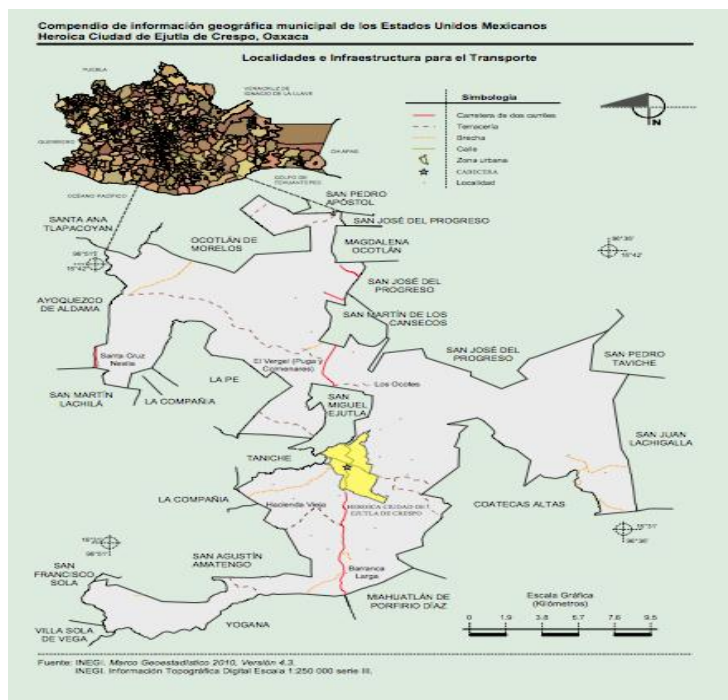 Compendio de información geográfica municipal de los Estados Unidos Mexicanos
Heroica Ciudad de Ejutla de Crespo, Oaxaca
Localidades e Infraestructura para el Transporte
PUEBLA
VERACRUZ DE
IGNACIO DE LA LLAVE
GUERRERO
CHIAPAS
GOLFO DE
TEHUANTEPEC
OCÉANO PACÍFICO
Simbología
Carretera de dos carriles
Terracería
Brecha
Calle
Zona urbana
CABECERA
Localidad
N
SAN PEDRO
APÓSTOL
SANTA ANA
TLAPACOYAN
SAN JOSÉ DEL PROGRESO
OCOTLÁN DE
MORELOS
MAGDALENA
OCOTLÁN
96°51'
16°42'
96°36'
16°42'
SAN JOSÉ DEL
PROGRESO
AYOQUEZCO
DE ALDAMA
SAN MARTÍN DE LOS
CANSECOS
Santa Cruz
Nexila
El Vergel (Puga y
Colmenares)
SAN JOSÉ DEL
PROGRESO
SAN PEDRO
TAVICHE
LA PE
Los Ocotes
SAN MARTÍN
LACHILÁ
LA COMPAÑIA
SAN
MIGUEL
EJUTLA
SAN JUAN
LACHIGALLA
TANICHE
LA COMPAÑIA
Hacienda Vieja
HEROICA CIUDAD DE
EJUTLA DE CRESPO
COATECAS ALTAS
16°31'
96°36'
96°51'
SAN
FRANCISCO
SOLA
SAN AGUSTÍN
AMATENGO
Barranca
Larga
MIAHUATLÁN DE
PORFIRIO DÍAZ
Escala Gráfica
(Kilómetros)
0 1.9 3.8 5.7 7.6 9.5
VILLA SOLA
DE VEGA
YOGANA
Fuente: INEGI. Marco Geoestadístico 2010, Versión 4.3.
INEGI. Información Topográfica Digital Escala 1:250 000 serie III.